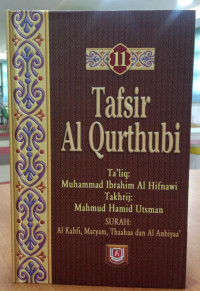 11
Tafsir
Al Qurthubi
Ta'liq:
Muhammad Ibrahim Al Hifnawi
Takhrij:
Mahmud Hamid Utsman
SURAH:
Al Kahfi, Maryam, Thaahaa dan Al Anbiyaa'